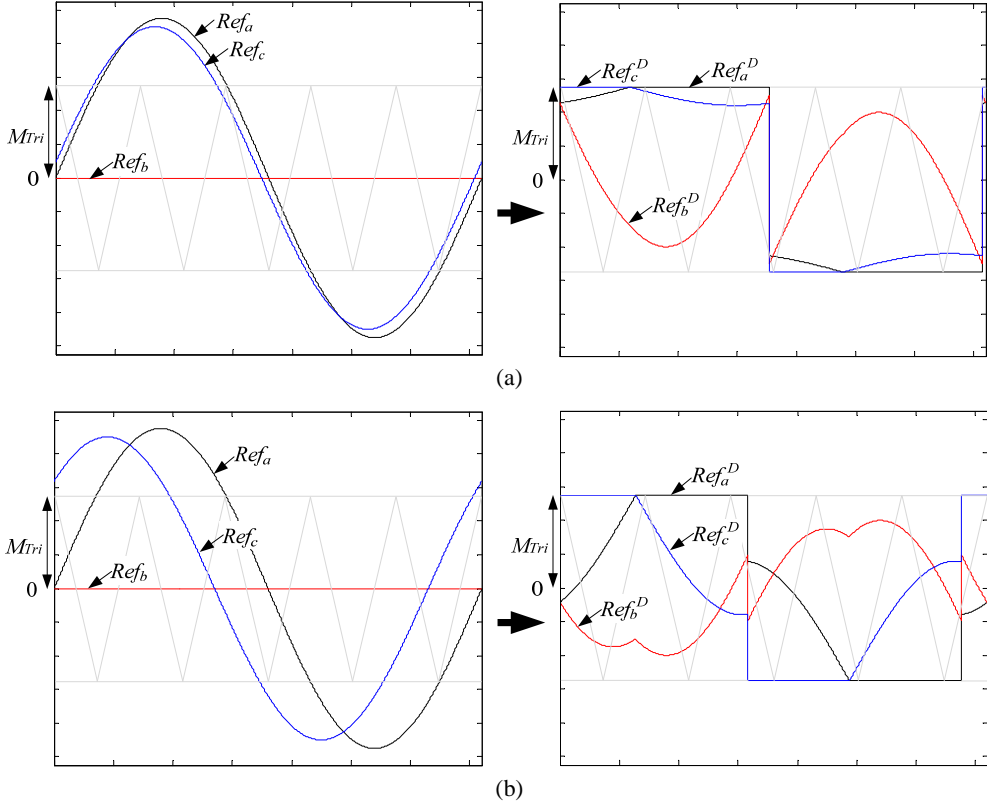 Ref_a
Ref_c
M_Tri
Ref_b
0
Ref_c^D
Ref_a^D
M_Tri
0
Ref_b^D
(a)
Ref_a
M_Tri
Ref_c
Ref_b
0
Ref_a^D
Ref_c^D
M_Tri
0
Ref_b^D
(b)